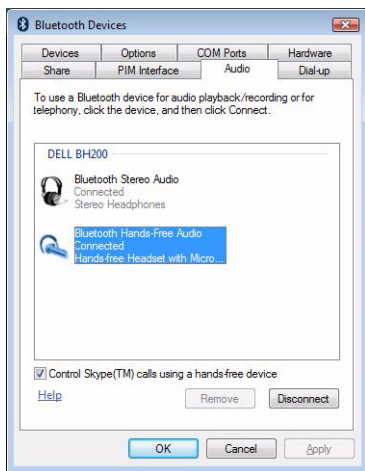 Bluetooth Devices
Devices Options COM Ports Hardware
Share PIM Interface Audio Dial-up
To use a Bluetooth device for audio playback/recording or for
telephony, click the device, and then click Connect.
DELL BH200
Bluetooth Stereo Audio
Connected
Stereo Headphones
Bluetooth Hands-Free Audio
Connected
Hands-free Headset with Micro...
Control Skype(TM) calls using a hands-free device
Help Remove Disconnect
OK Cancel Apply